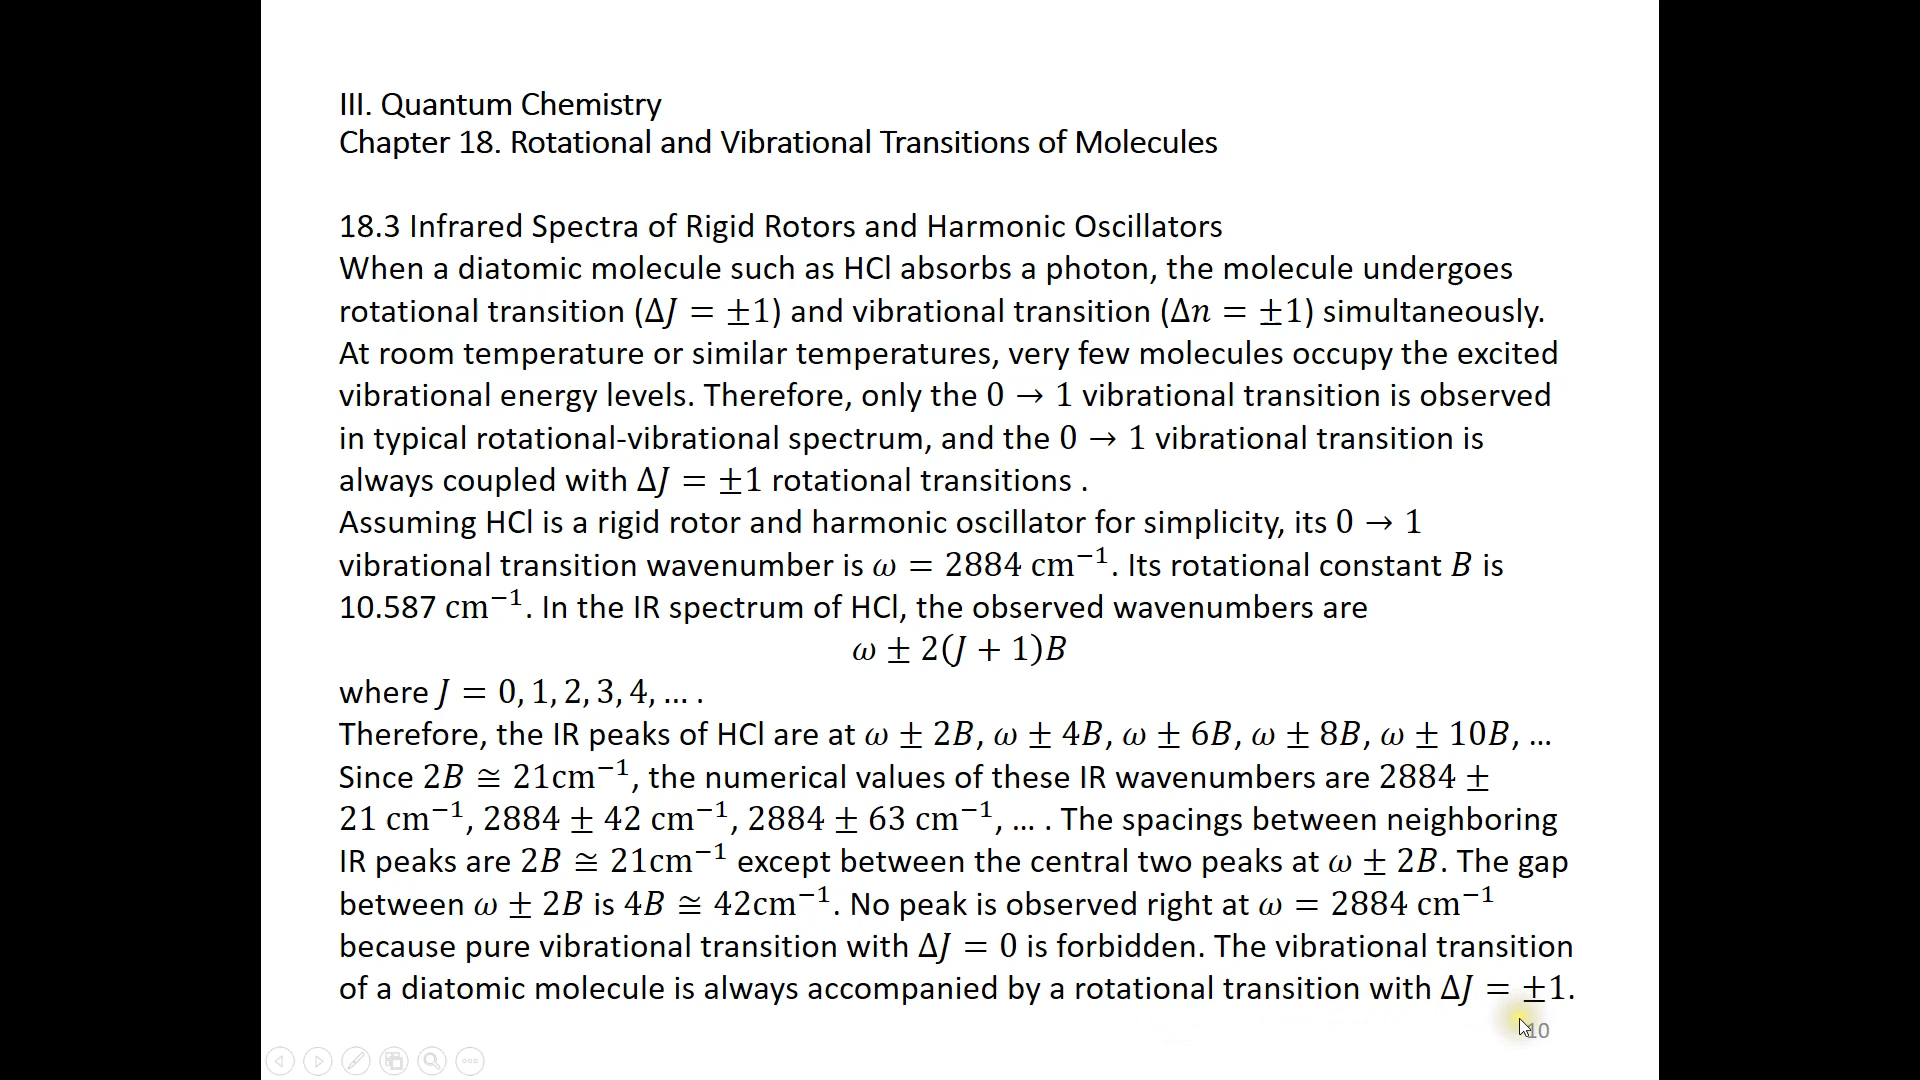 III. Quantum Chemistry
Chapter 18. Rotational and Vibrational Transitions of Molecules
18.3 Infrared Spectra of Rigid Rotors and Harmonic Oscillators
When a diatomic molecule such as HCl absorbs a photon, the molecule undergoes
rotational transition (Δ𝐽 = ±1) and vibrational transition (Δ𝑛 = ±1) simultaneously.
At room temperature or similar temperatures, very few molecules occupy the excited
vibrational energy levels. Therefore, only the 0 → 1 vibrational transition is observed
in typical rotational-vibrational spectrum, and the 0 → 1 vibrational transition is
always coupled with Δ𝐽 = ±1 rotational transitions .
Assuming HCl is a rigid rotor and harmonic oscillator for simplicity, its 0 → 1
vibrational transition wavenumber is 𝜔 = 2884 cm⁻¹. Its rotational constant 𝐵 is
10.587 cm⁻¹. In the IR spectrum of HCl, the observed wavenumbers are
𝜔 ± 2(𝐽 + 1)𝐵
where 𝐽 = 0, 1, 2, 3, 4, … .
Therefore, the IR peaks of HCl are at 𝜔 ± 2𝐵, 𝜔 ± 4𝐵, 𝜔 ± 6𝐵, 𝜔 ± 8𝐵, 𝜔 ± 10𝐵, …
Since 2𝐵 ≅ 21cm⁻¹, the numerical values of these IR wavenumbers are 2884 ±
21 cm⁻¹, 2884 ± 42 cm⁻¹, 2884 ± 63 cm⁻¹, … . The spacings between neighboring
IR peaks are 2𝐵 ≅ 21cm⁻¹ except between the central two peaks at 𝜔 ± 2𝐵. The gap
between 𝜔 ± 2𝐵 is 4𝐵 ≅ 42cm⁻¹. No peak is observed right at 𝜔 = 2884 cm⁻¹
because pure vibrational transition with Δ𝐽 = 0 is forbidden. The vibrational transition
of a diatomic molecule is always accompanied by a rotational transition with Δ𝐽 = ±1.
10